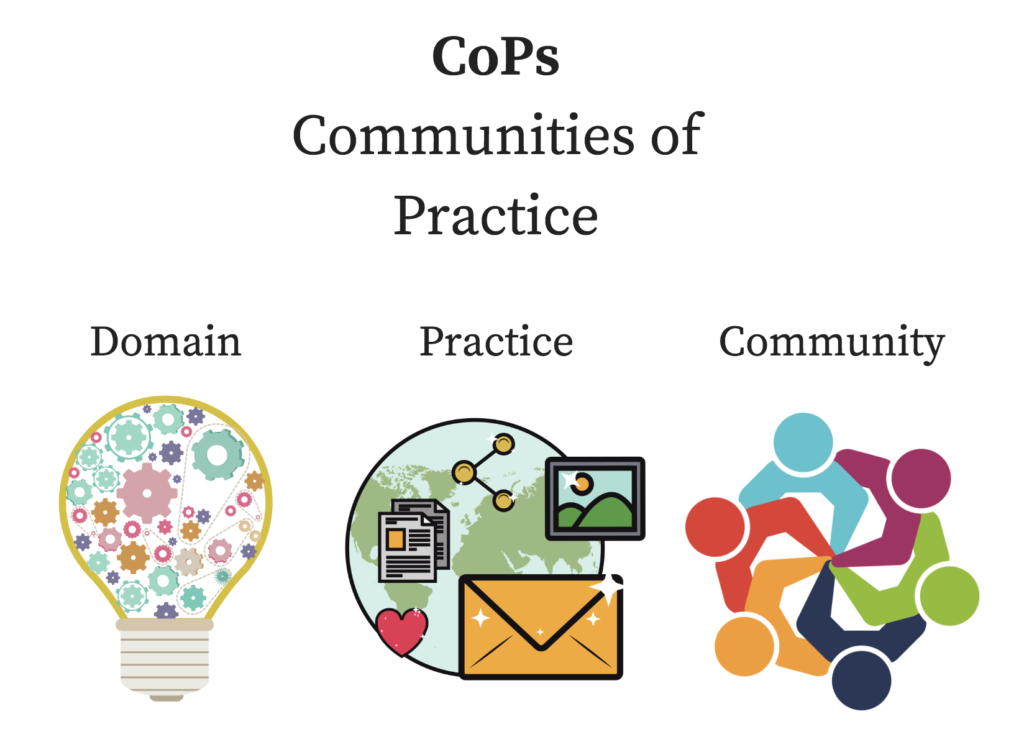 CoPs
Communities of
Practice
Domain
Practice
Community